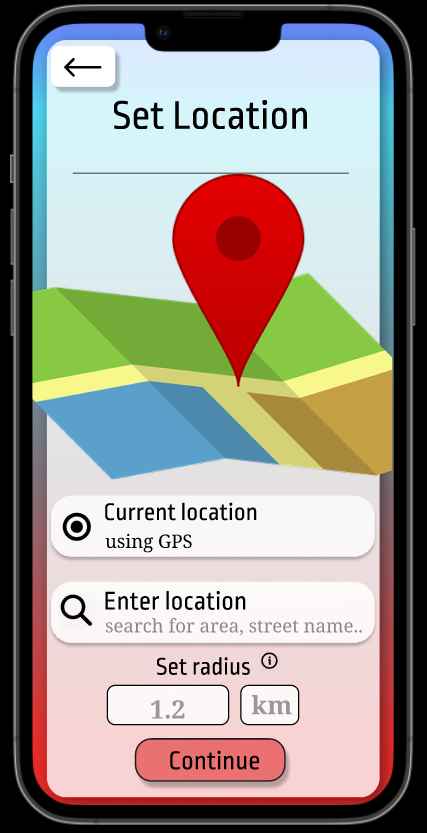 Set Location
Current location
using GPS
Enter location
search for area, street name..
Set radius
1.2 km
Continue